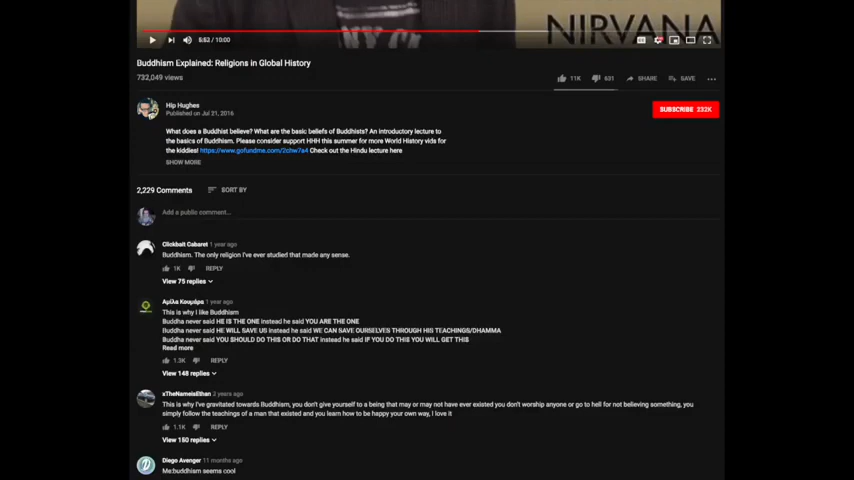 NIRVANA
5:52 / 10:00
Buddhism Explained: Religions in Global History
732,049 views
11K 631 SHARE SAVE
Hip Hughes
Published on Jul 21, 2016
SUBSCRIBE 232K
What does a Buddhist believe? What are the basic beliefs of Buddhists? An introductory lecture to
the basics of Buddhism. Please consider support HHH this summer for more World History vids for
the kiddies! https://www.gofundme.com/2chw7a4 Check out the Hindu lecture here
SHOW MORE
2,229 Comments SORT BY
Add a public comment...
Clickbait Cabaret 1 year ago
Buddhism. The only religion I've ever studied that made any sense.
1K REPLY
View 75 replies
Αμίλα Κουμάρα 1 year ago
This is why I like Buddhism
Buddha never said HE IS THE ONE instead he said YOU ARE THE ONE
Buddha never said HE WILL SAVE US instead he said WE CAN SAVE OURSELVES THROUGH HIS TEACHINGS/DHAMMA
Buddha never said YOU SHOULD DO THIS OR DO THAT instead he said IF YOU DO THIS YOU WILL GET THIS
Read more
1.3K REPLY
View 148 replies
xTheNameisEthan 2 years ago
This is why I've gravitated towards Buddhism, you don't give yourself to a being that may or may not have ever existed you don't worship anyone or go to hell for not believing something, you
simply follow the teachings of a man that existed and you learn how to be happy your own way, I love it
1.1K REPLY
View 150 replies
Diego Avenger 11 months ago
Me:buddhism seems cool